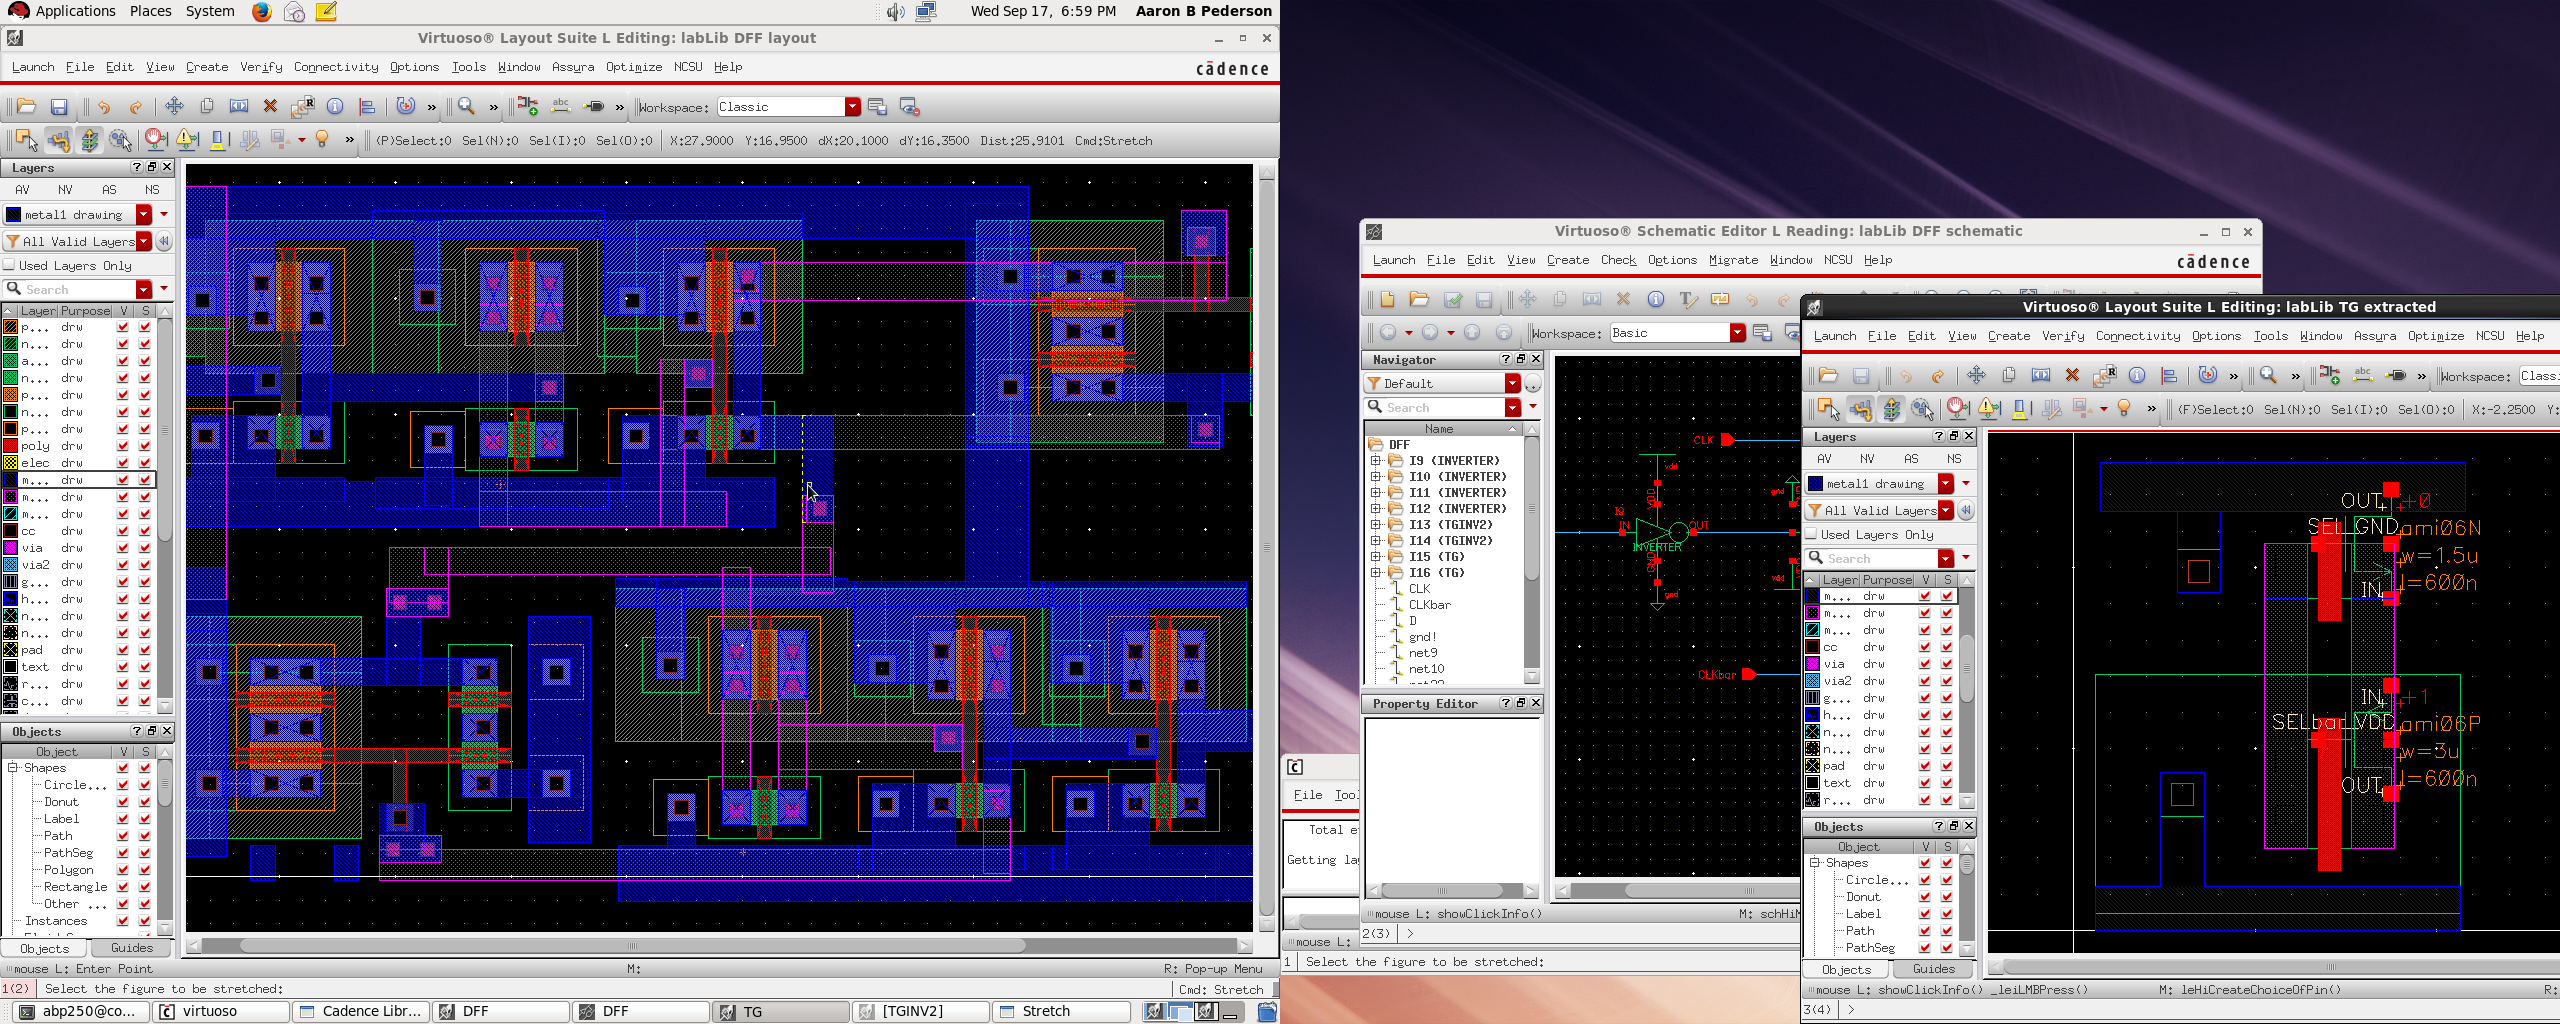 Applications Places System
Wed Sep 17, 6:59 PM Aaron B Pederson
Virtuoso® Layout Suite L Editing: labLib DFF layout
Launch File Edit View Create Verify Connectivity Options Tools Window Assura Optimize NCSU Help
cādence
Workspace: Classic
(P)Select:0 Sel(N):0 Sel(I):0 Sel(O):0 X:27.9000 Y:16.9500 dX:20.1000 dY:16.3500 Dist:25.9101 Cmd:Stretch
Layers
AV NV AS NS
metal1 drawing
All Valid Layers
Used Layers Only
Search
Layer Purpose V S
p... drw
n... drw
a... drw
n... drw
p... drw
n... drw
p... drw
poly drw
elec drw
m... drw
m... drw
m... drw
cc drw
via drw
via2 drw
g... drw
h... drw
n... drw
n... drw
pad drw
text drw
r... drw
c... drw
Objects
Object V S
Shapes
Circle...
Donut
Label
Path
PathSeg
Polygon
Rectangle
Other ...
Instances
Objects Guides
mouse L: Enter Point M: R: Pop-up Menu
1(2) Select the figure to be stretched: Cmd: Stretch
abp250@co... virtuoso Cadence Libr... DFF DFF TG [TGINV2] Stretch
Virtuoso® Schematic Editor L Reading: labLib DFF schematic
Launch File Edit View Create Check Options Migrate Window NCSU Help
cādence
Workspace: Basic
Navigator
Default
Search
Name
DFF
I9 (INVERTER)
I10 (INVERTER)
I11 (INVERTER)
I12 (INVERTER)
I13 (TGINV2)
I14 (TGINV2)
I15 (TG)
I16 (TG)
CLK
CLKbar
D
gnd!
net9
net10
Property Editor
CLK
vdd
VDD
I9
IN
OUT
INVERTER
GND
gnd
gnd
vdd
CLKbar
mouse L: showClickInfo() M: schHiM
2(3) >
File Tool
Total e
Getting la
mouse L:
1 Select the figure to be stretched:
Virtuoso® Layout Suite L Editing: labLib TG extracted
Launch File Edit View Create Verify Connectivity Options Tools Window Assura Optimize NCSU Help
Workspace: Class
(F)Select:0 Sel(N):0 Sel(I):0 Sel(O):0 X:-2.2500 Y:
Layers
AV NV AS NS
metal1 drawing
All Valid Layers
Used Layers Only
Search
Layer Purpose V S
m... drw
m... drw
m... drw
cc drw
via drw
via2 drw
g... drw
h... drw
n... drw
n... drw
pad drw
text drw
r... drw
Objects
Object V S
Shapes
Circle...
Donut
Label
Path
PathSeg
Objects Guides
OUT +0
SEL GND ami06N
w=1.5u
IN l=600n
IN +1
SELbar VDD ami06P
w=3u
OUT l=600n
mouse L: showClickInfo() _leiLMBPress() M: leHiCreateChoiceOfPin() R:
3(4) >